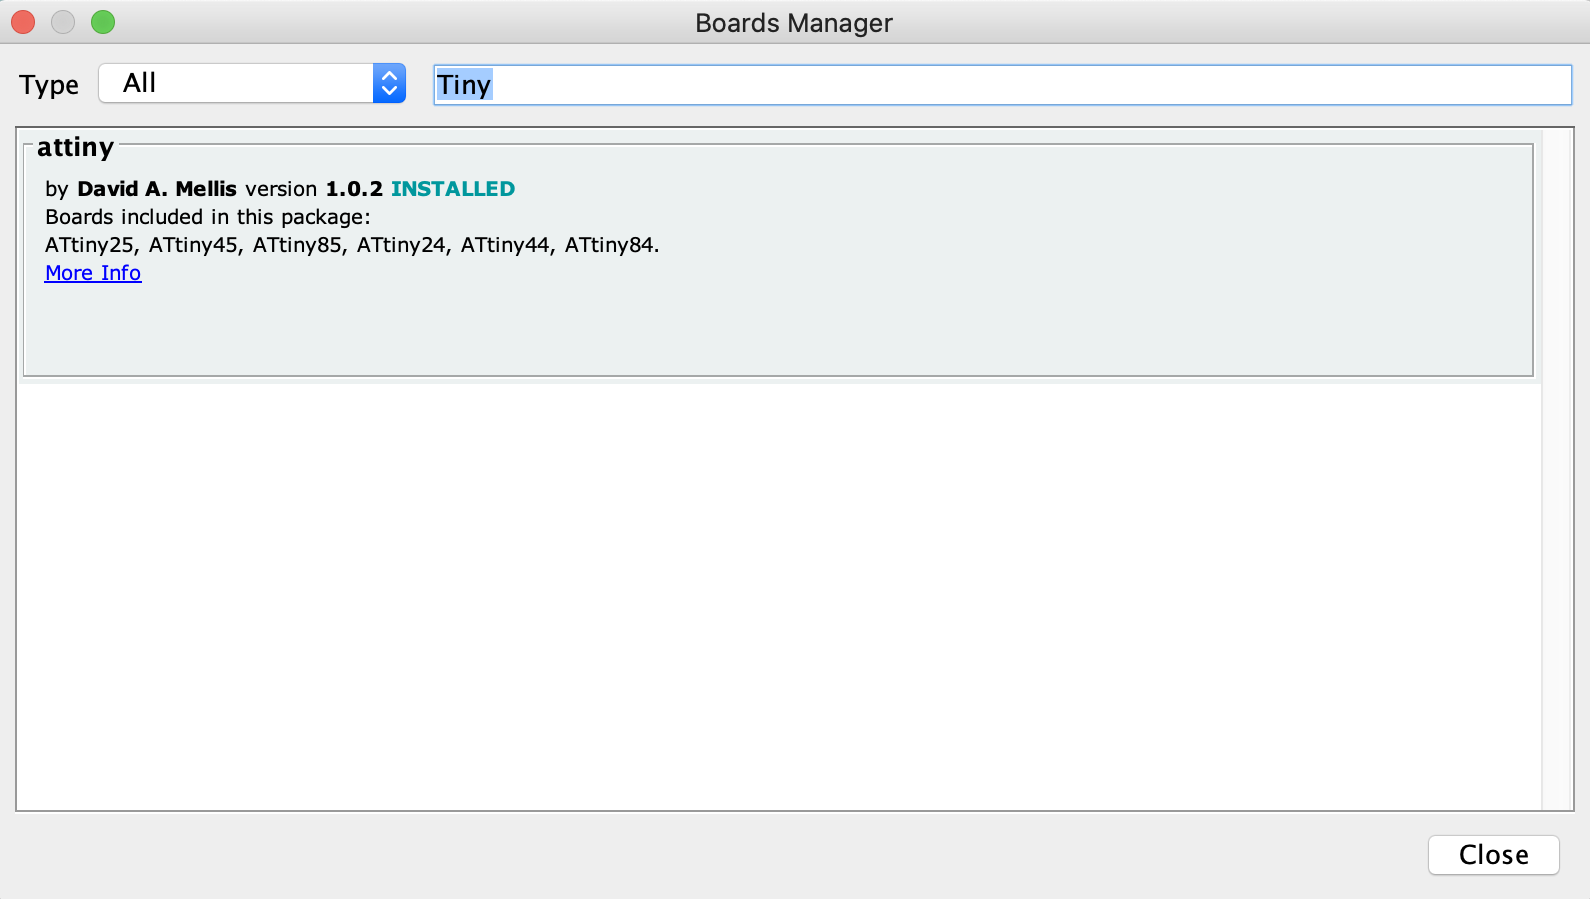 Boards Manager
Type All Tiny
attiny
by David A. Mellis version 1.0.2 INSTALLED
Boards included in this package:
ATtiny25, ATtiny45, ATtiny85, ATtiny24, ATtiny44, ATtiny84.
More Info
Close